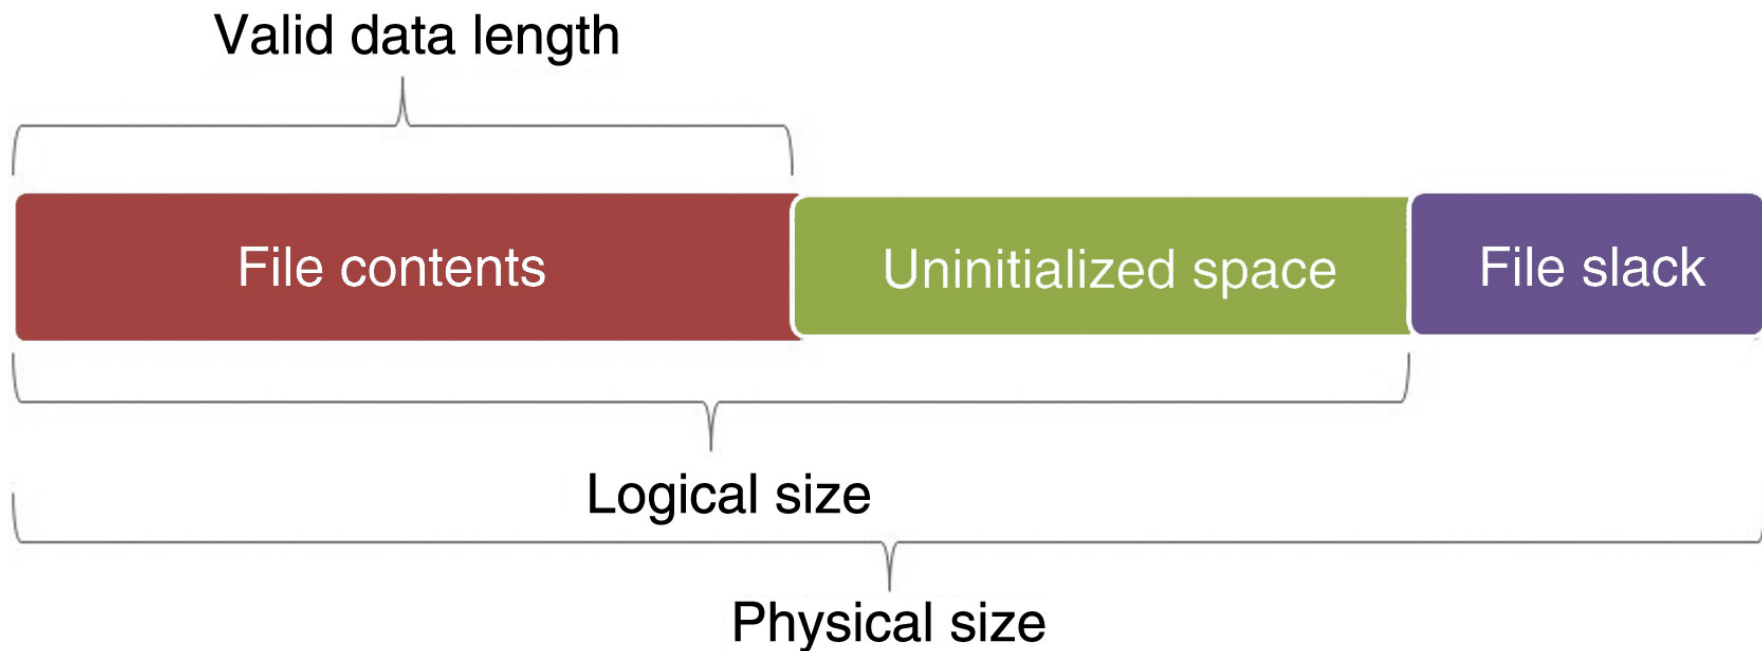 Valid data length
File contents
Uninitialized space
File slack
Logical size
Physical size